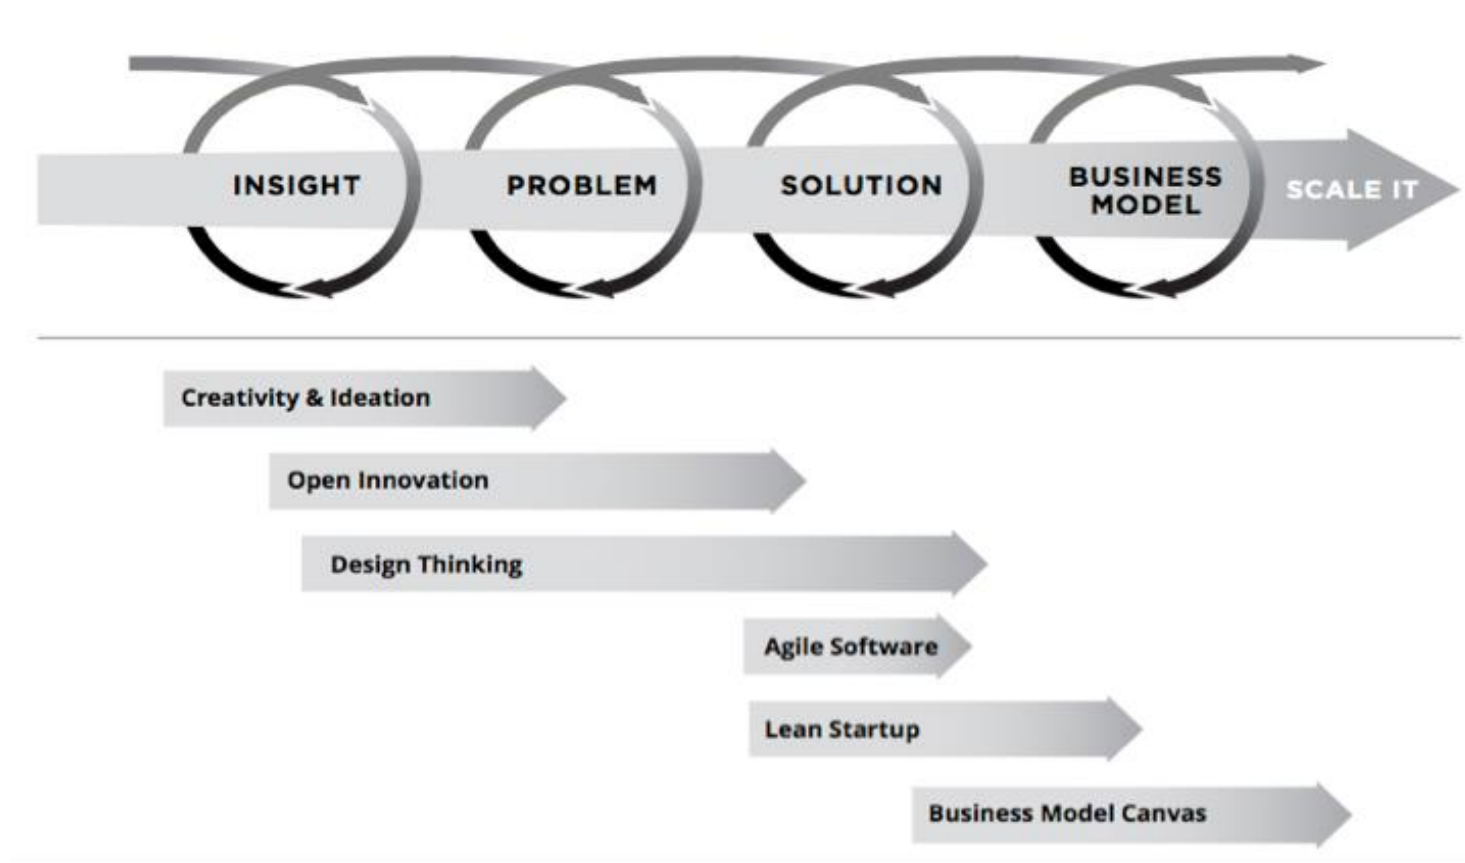 INSIGHT
PROBLEM
SOLUTION
BUSINESS
MODEL
SCALE IT
Creativity & Ideation
Open Innovation
Design Thinking
Agile Software
Lean Startup
Business Model Canvas